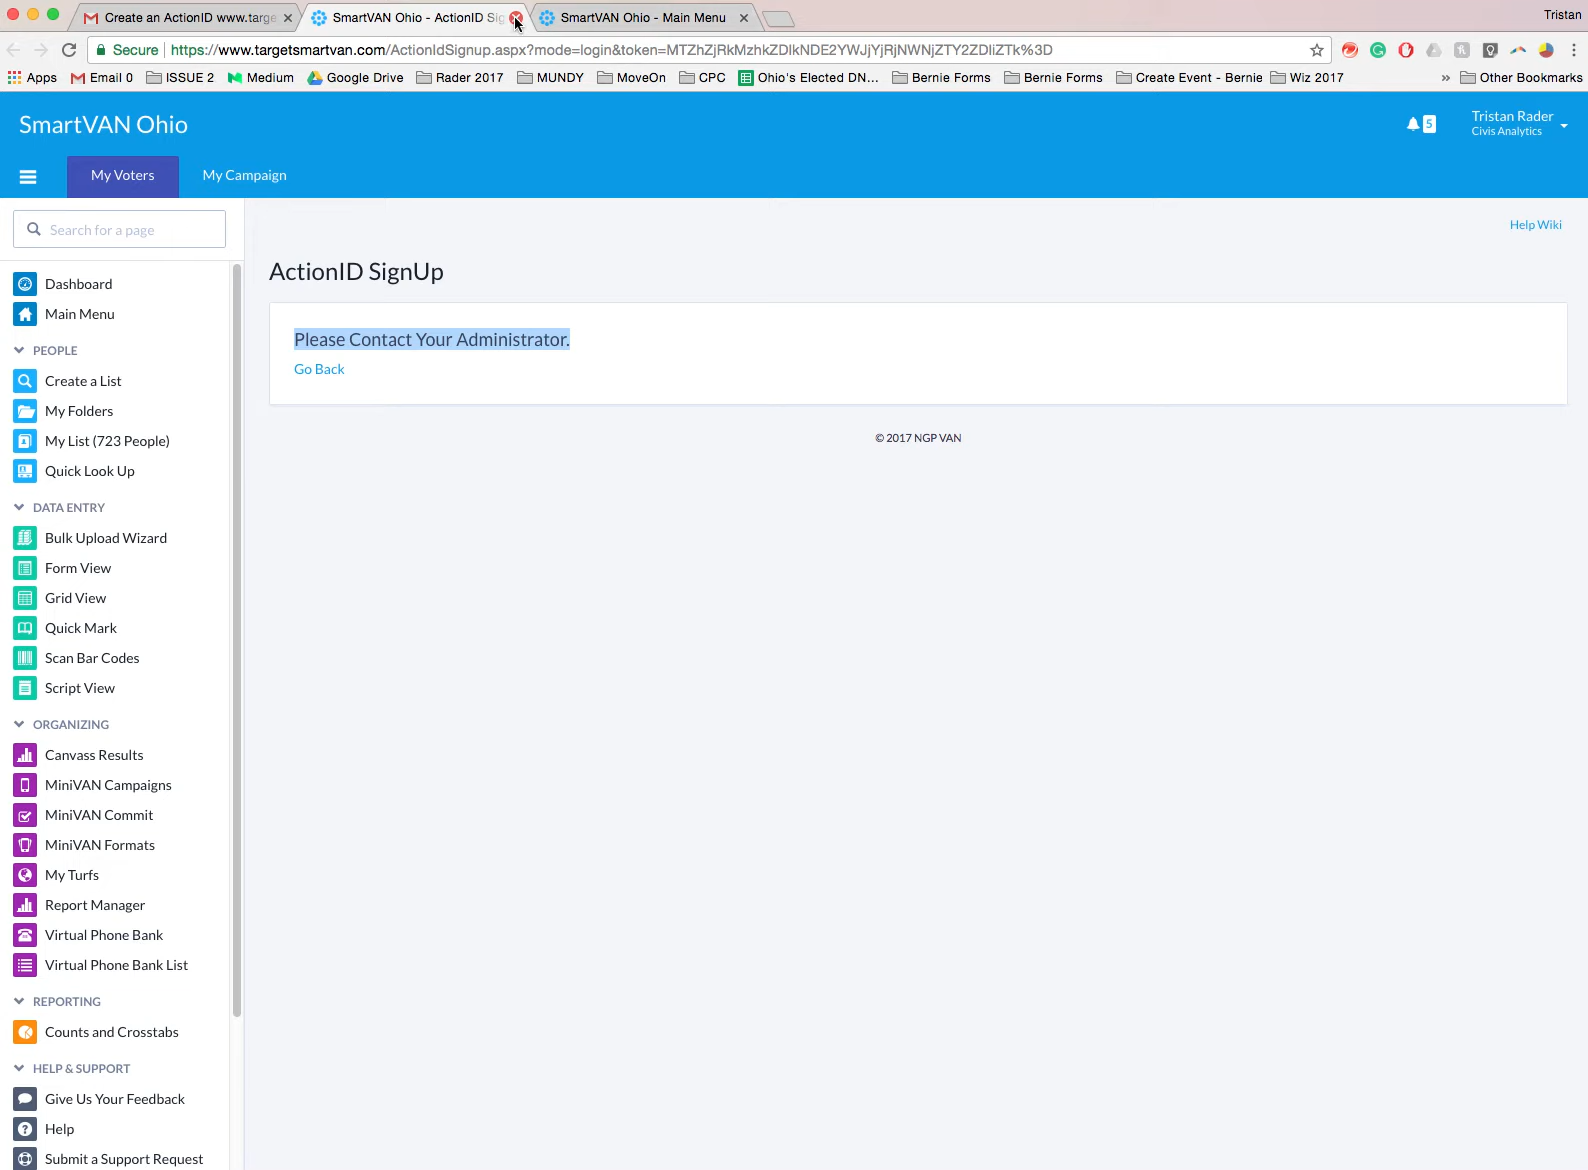 Create an ActionID www.targe
SmartVAN Ohio - ActionID Sig
SmartVAN Ohio - Main Menu
Tristan
Secure https://www.targetsmartvan.com/ActionIdSignup.aspx?mode=login&token=MTZhZjRkMzhkZDlkNDE2YWJjYjRjNWNjZTY2ZDliZTk%3D
Apps Email 0 ISSUE 2 Medium Google Drive Rader 2017 MUNDY MoveOn CPC Ohio's Elected DN... Bernie Forms Bernie Forms Create Event - Bernie Wiz 2017 » Other Bookmarks
SmartVAN Ohio
5
Tristan Rader
Civis Analytics
My Voters
My Campaign
Search for a page
Help Wiki
Dashboard
Main Menu
PEOPLE
Create a List
My Folders
My List (723 People)
Quick Look Up
DATA ENTRY
Bulk Upload Wizard
Form View
Grid View
Quick Mark
Scan Bar Codes
Script View
ORGANIZING
Canvass Results
MiniVAN Campaigns
MiniVAN Commit
MiniVAN Formats
My Turfs
Report Manager
Virtual Phone Bank
Virtual Phone Bank List
REPORTING
Counts and Crosstabs
HELP & SUPPORT
Give Us Your Feedback
Help
Submit a Support Request
ActionID SignUp
Please Contact Your Administrator.
Go Back
© 2017 NGP VAN